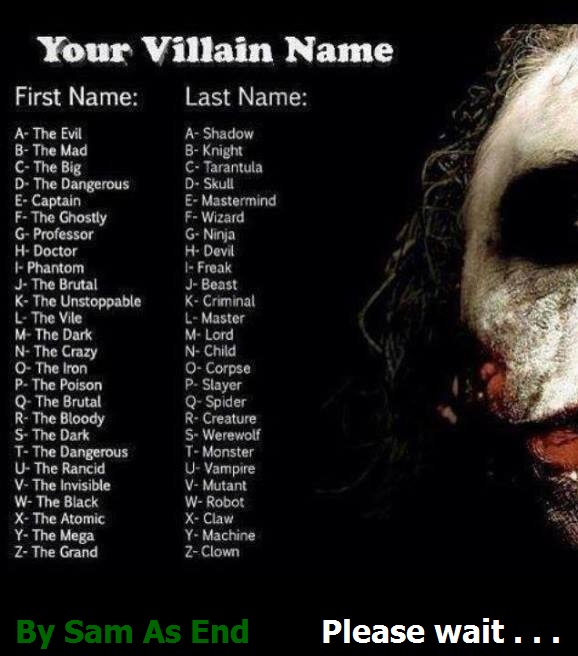 Your Villain Name
First Name:
A- The Evil
B- The Mad
C- The Big
D- The Dangerous
E- Captain
F- The Ghostly
G- Professor
H- Doctor
I- Phantom
J- The Brutal
K- The Unstoppable
L- The Vile
M- The Dark
N- The Crazy
O- The Iron
P- The Poison
Q- The Brutal
R- The Bloody
S- The Dark
T- The Dangerous
U- The Rancid
V- The Invisible
W- The Black
X- The Atomic
Y- The Mega
Z- The Grand
Last Name:
A- Shadow
B- Knight
C- Tarantula
D- Skull
E- Mastermind
F- Wizard
G- Ninja
H- Devil
I- Freak
J- Beast
K- Criminal
L- Master
M- Lord
N- Child
O- Corpse
P- Slayer
Q- Spider
R- Creature
S- Werewolf
T- Monster
U- Vampire
V- Mutant
W- Robot
X- Claw
Y- Machine
Z- Clown
By Sam As End
Please wait . . .